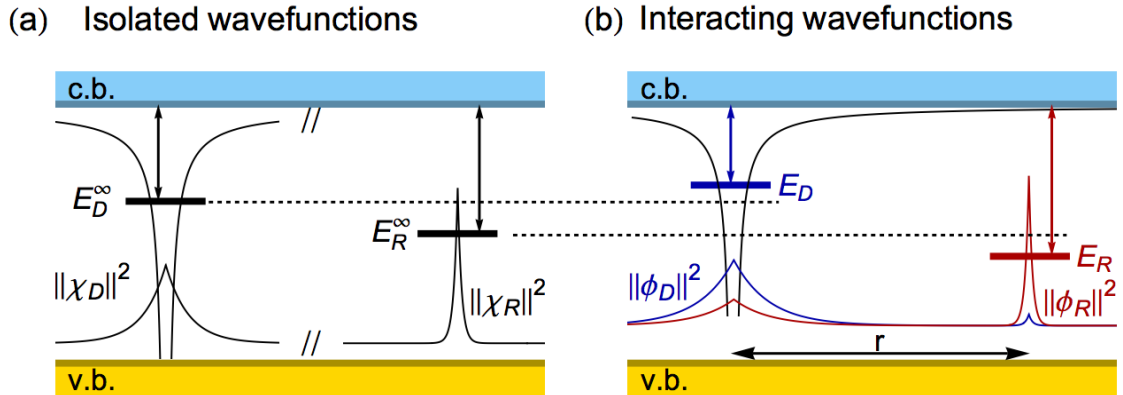 (a) Isolated wavefunctions
c.b.
//
E_D^∞
E_R^∞
||χ_D||²
||χ_R||²
//
v.b.
(b) Interacting wavefunctions
c.b.
E_D
E_R
||ϕ_D||²
||ϕ_R||²
r
v.b.